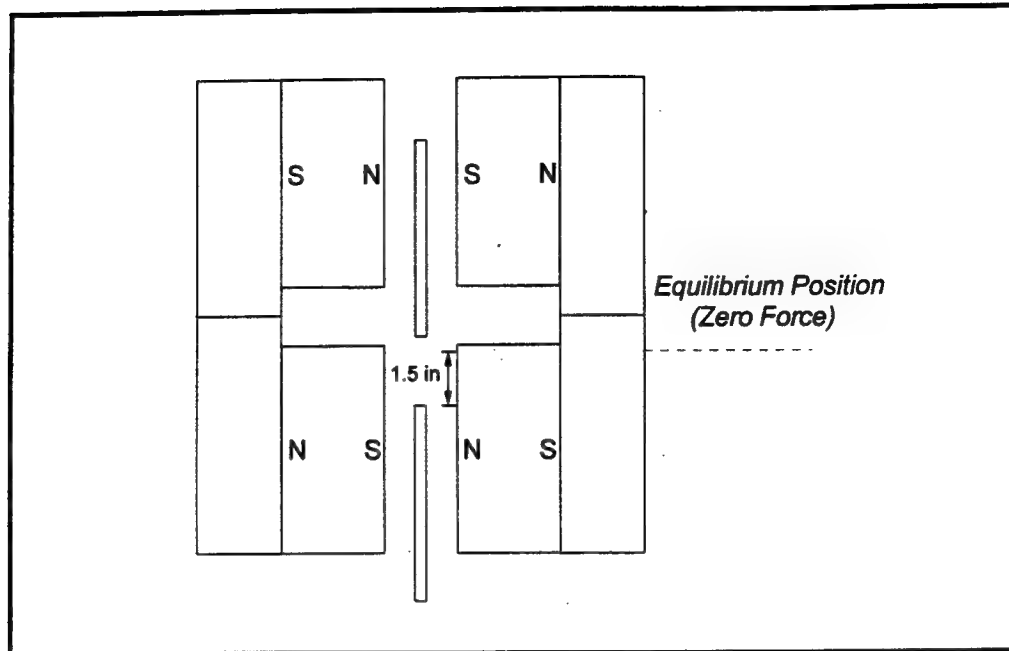 S N S N
Equilibrium Position
(Zero Force)
1.5 in
N S N S